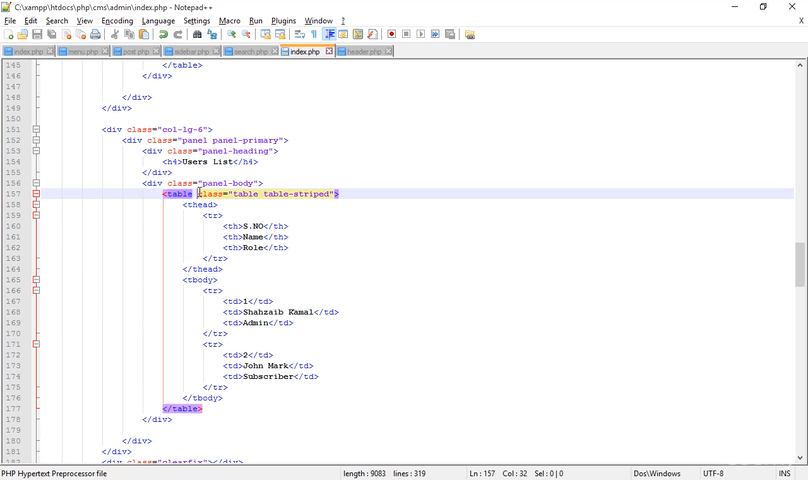 C:\xampp\htdocs\php\cms\admin\index.php - Notepad++
File Edit Search View Encoding Language Settings Macro Run Plugins Window ?
index.php menu.php post.php sidebar.php search.php index.php header.php
145 </table>
146 </div>
147
148 </div>
149 </div>
150
151 <div class="col-lg-6">
152 <div class="panel panel-primary">
153 <div class="panel-heading">
154 <h4>Users List</h4>
155 </div>
156 <div class="panel-body">
157 <table class="table table-striped">
158 <thead>
159 <tr>
160 <th>S.NO</th>
161 <th>Name</th>
162 <th>Role</th>
163 </tr>
164 </thead>
165 <tbody>
166 <tr>
167 <td>1</td>
168 <td>Shahzaib Kamal</td>
169 <td>Admin</td>
170 </tr>
171 <tr>
172 <td>2</td>
173 <td>John Mark</td>
174 <td>Subscriber</td>
175 </tr>
176 </tbody>
177 </table>
178 </div>
179
180 </div>
181 </div>
182 <div class="clearfix"></div>
PHP Hypertext Preprocessor file length : 9083 lines : 319 Ln : 157 Col : 32 Sel : 0 | 0 Dos\Windows UTF-8 INS